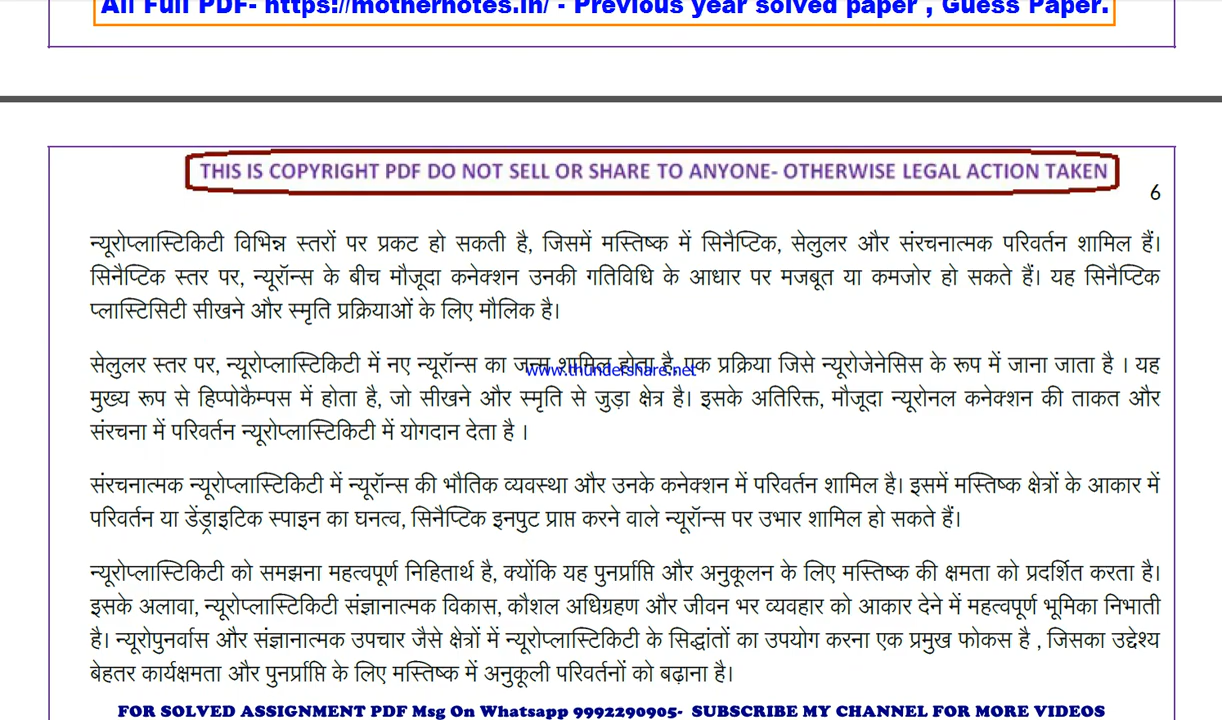 All Full PDF- https://mothernotes.in/ - Previous year solved paper , Guess Paper.
THIS IS COPYRIGHT PDF DO NOT SELL OR SHARE TO ANYONE- OTHERWISE LEGAL ACTION TAKEN
6
न्यूरोप्लास्टिकिटी विभिन्न स्तरों पर प्रकट हो सकती है, जिसमें मस्तिष्क में सिनैप्टिक, सेलुलर और संरचनात्मक परिवर्तन शामिल हैं।
सिनैप्टिक स्तर पर, न्यूरॉन्स के बीच मौजूदा कनेक्शन उनकी गतिविधि के आधार पर मजबूत या कमजोर हो सकते हैं। यह सिनैप्टिक
प्लास्टिसिटी सीखने और स्मृति प्रक्रियाओं के लिए मौलिक है।
सेलुलर स्तर पर, न्यूरोप्लास्टिकिटी में नए न्यूरॉन्स का जन्म शामिल होता है, एक प्रक्रिया जिसे न्यूरोजेनेसिस के रूप में जाना जाता है । यह
www.thundershare.net
मुख्य रूप से हिप्पोकैम्पस में होता है, जो सीखने और स्मृति से जुड़ा क्षेत्र है। इसके अतिरिक्त, मौजूदा न्यूरोनल कनेक्शन की ताकत और
संरचना में परिवर्तन न्यूरोप्लास्टिकिटी में योगदान देता है ।
संरचनात्मक न्यूरोप्लास्टिकिटी में न्यूरॉन्स की भौतिक व्यवस्था और उनके कनेक्शन में परिवर्तन शामिल है। इसमें मस्तिष्क क्षेत्रों के आकार में
परिवर्तन या डेंड्राइटिक स्पाइन का घनत्व, सिनैप्टिक इनपुट प्राप्त करने वाले न्यूरॉन्स पर उभार शामिल हो सकते हैं।
न्यूरोप्लास्टिकिटी को समझना महत्वपूर्ण निहितार्थ है, क्योंकि यह पुनर्प्राप्ति और अनुकूलन के लिए मस्तिष्क की क्षमता को प्रदर्शित करता है।
इसके अलावा, न्यूरोप्लास्टिकिटी संज्ञानात्मक विकास, कौशल अधिग्रहण और जीवन भर व्यवहार को आकार देने में महत्वपूर्ण भूमिका निभाती
है। न्यूरोपुनर्वास और संज्ञानात्मक उपचार जैसे क्षेत्रों में न्यूरोप्लास्टिकिटी के सिद्धांतों का उपयोग करना एक प्रमुख फोकस है , जिसका उद्देश्य
बेहतर कार्यक्षमता और पुनर्प्राप्ति के लिए मस्तिष्क में अनुकूली परिवर्तनों को बढ़ाना है।
FOR SOLVED ASSIGNMENT PDF Msg On Whatsapp 9992290905- SUBSCRIBE MY CHANNEL FOR MORE VIDEOS